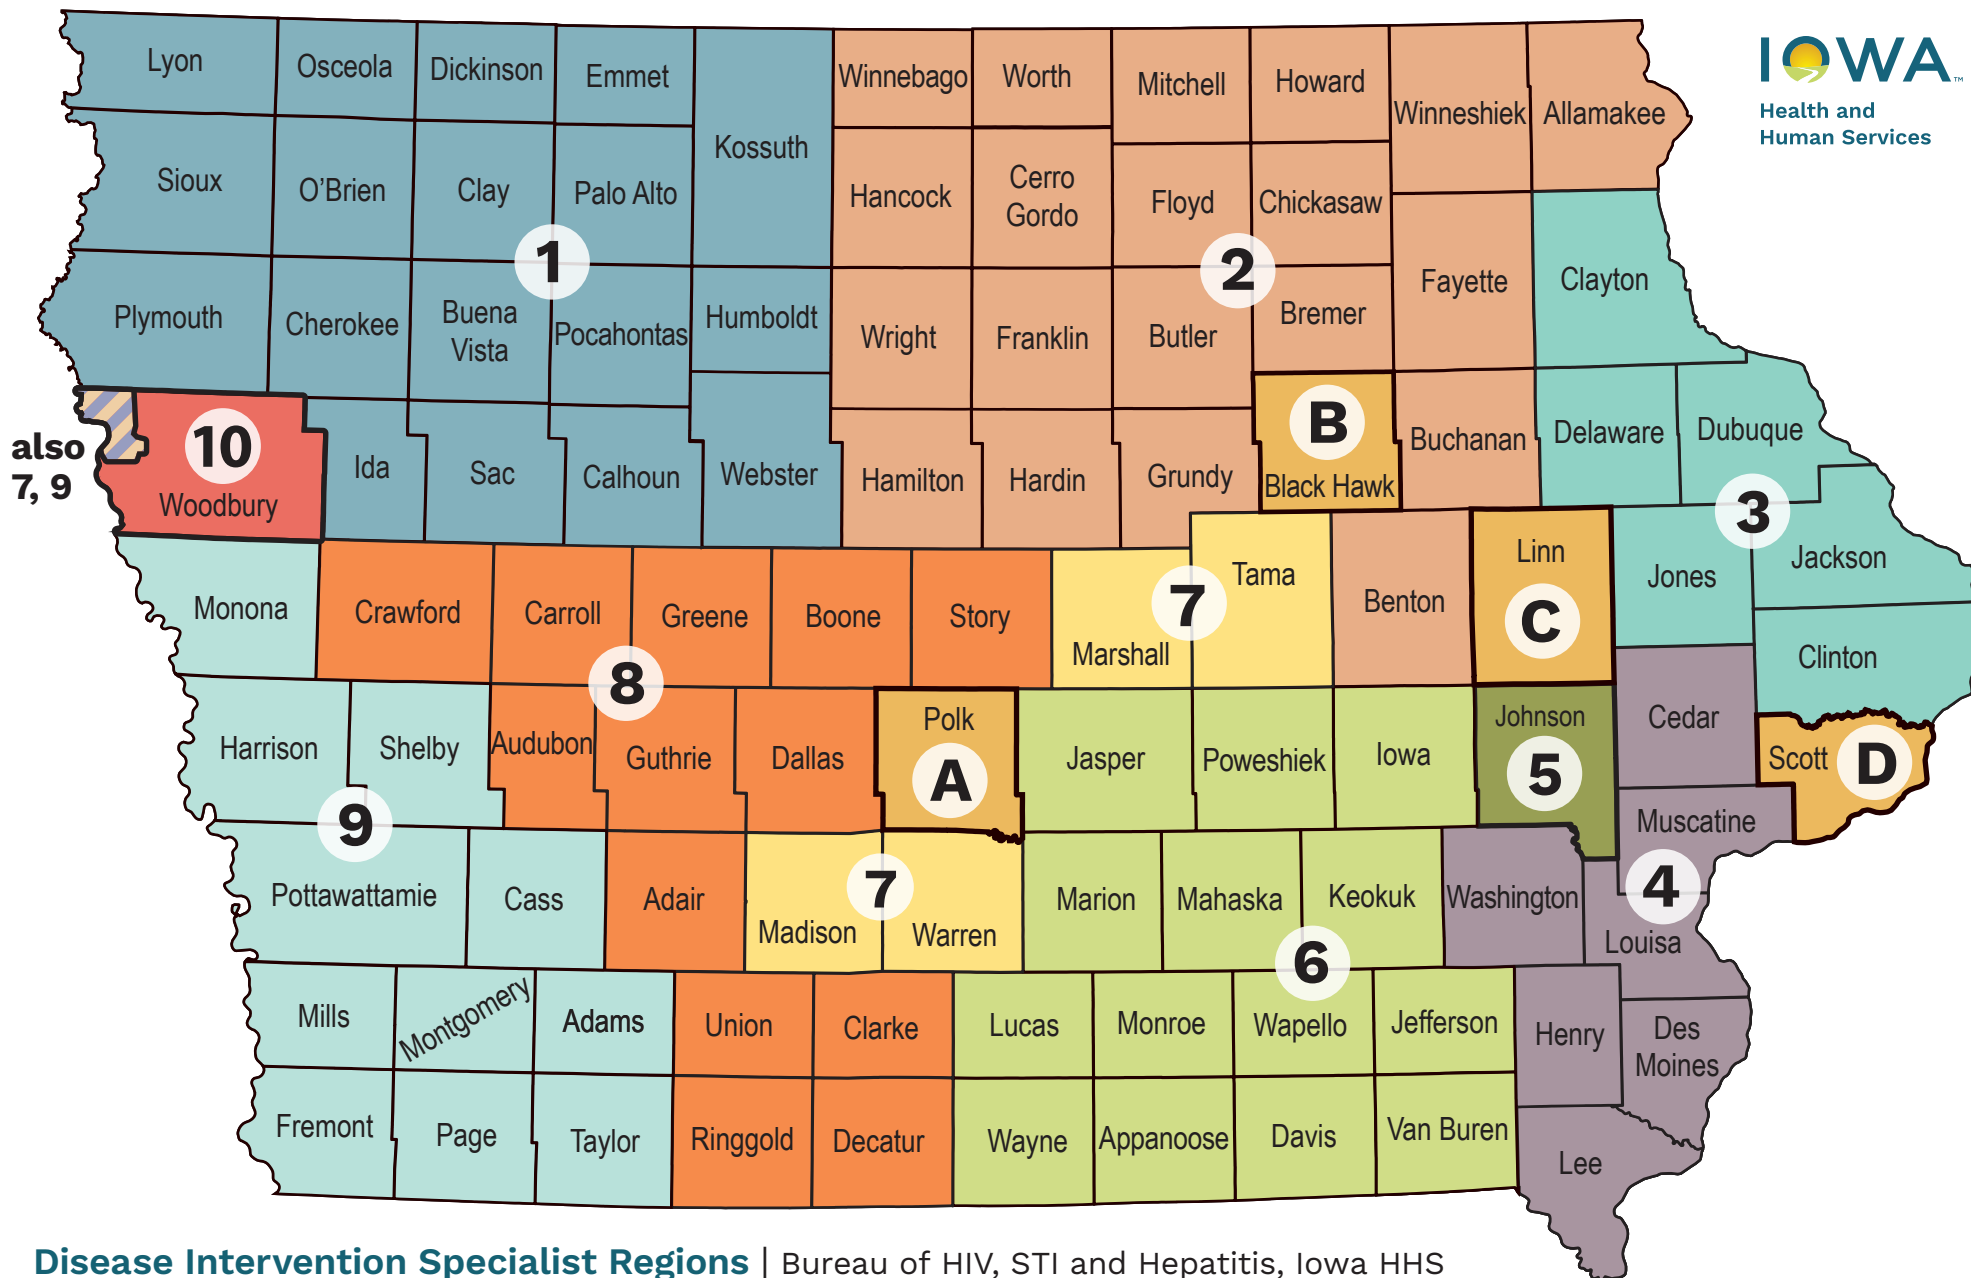 IOWA™
Health and
Human Services
Lyon
Osceola
Dickinson
Emmet
Kossuth
Winnebago
Worth
Mitchell
Howard
Winneshiek
Allamakee
Sioux
O'Brien
Clay
Palo Alto
Hancock
Cerro
Gordo
Floyd
Chickasaw
1
2
Plymouth
Cherokee
Buena
Vista
Pocahontas
Humboldt
Wright
Franklin
Butler
Bremer
Fayette
Clayton
also
7, 9
10
Woodbury
Ida
Sac
Calhoun
Webster
Hamilton
Hardin
Grundy
B
Black Hawk
Buchanan
Delaware
Dubuque
3
Monona
Crawford
Carroll
Greene
Boone
Story
Marshall
7
Tama
Benton
Linn
C
Jones
Jackson
Clinton
8
Harrison
Shelby
Audubon
Guthrie
Dallas
Polk
A
Jasper
Poweshiek
Iowa
Johnson
5
Cedar
Scott
D
Muscatine
9
Pottawattamie
Cass
Adair
7
Madison
Warren
Marion
Mahaska
Keokuk
Washington
4
Louisa
6
Mills
Montgomery
Adams
Union
Clarke
Lucas
Monroe
Wapello
Jefferson
Henry
Des
Moines
Fremont
Page
Taylor
Ringgold
Decatur
Wayne
Appanoose
Davis
Van Buren
Lee
Disease Intervention Specialist Regions | Bureau of HIV, STI and Hepatitis, Iowa HHS